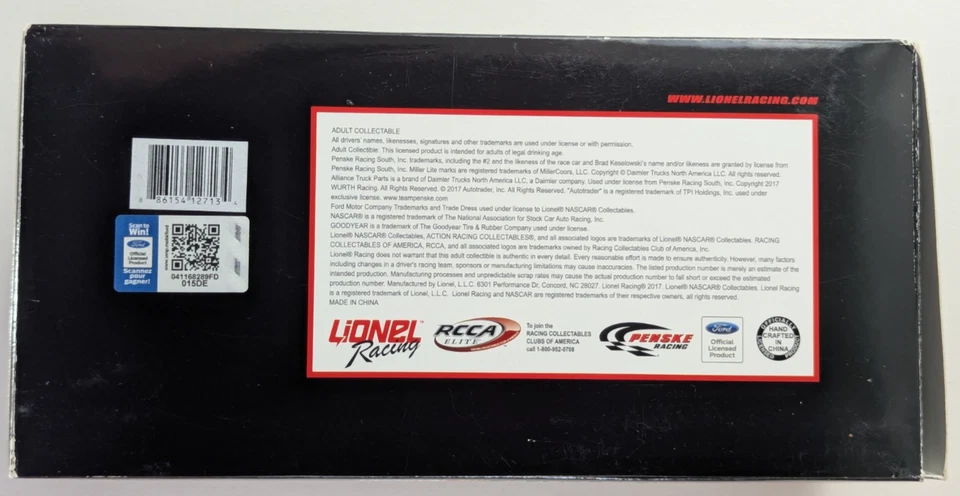 WWW.LIONELRACING.COM
8 86154 12713 4
Scan to
Win!
Ford
Official
Licensed
Product
Scannez
pour
gagner!
041168289FD
015DE
ADULT COLLECTABLE
All drivers' names, likenesses, signatures and other trademarks are used under license or with permission.
Adult Collectible: This licensed product is intended for adults of legal drinking age.
Penske Racing South, Inc. trademarks, including the #2 and the likeness of the race car and Brad Keselowski's name and/or likeness are granted by license from
Penske Racing South, Inc. Miller Lite marks are registered trademarks of MillerCoors, LLC. Copyright © Daimler Trucks North America LLC. All rights reserved.
Alliance Truck Parts is a brand of Daimler Trucks North America LLC, a Daimler company. Used under license from Penske Racing South, Inc. Copyright 2017
WURTH Racing. All Rights Reserved. © 2017 Autotrader, Inc. All Rights Reserved. "Autotrader" is a registered trademark of TPI Holdings, Inc. used under
exclusive license. www.teampenske.com
Ford Motor Company Trademarks and Trade Dress used under license to Lionel® NASCAR® Collectables.
NASCAR® is a registered trademark of The National Association for Stock Car Auto Racing, Inc.
GOODYEAR is a trademark of The Goodyear Tire & Rubber Company used under license.
Lionel® NASCAR® Collectables, ACTION RACING COLLECTABLES®, and all associated logos are trademarks of Lionel® NASCAR® Collectables. RACING
COLLECTABLES OF AMERICA, RCCA, and all associated logos are owned by Racing Collectables Club of America, Inc.
Lionel® Racing does not warrant that this adult collectible is authentic in every detail. Every reasonable effort is made to ensure authenticity. However, many factors
including changes in a driver's racing team, sponsors or manufacturing limitations may cause inaccuracies. The listed production number is merely an estimate of the
intended production. Manufacturing processes and unpredictable scrap rates may cause the actual production number to fall short or exceed the estimated
production number. Manufactured by Lionel, L.L.C. 6301 Performance Dr, Concord, NC 28027. Lionel Racing® 2017. Lionel® NASCAR® Collectables. Lionel Racing
is a registered trademark of Lionel, L.L.C. Lionel Racing and NASCAR are registered trademarks of their respective owners, all rights reserved.
MADE IN CHINA
LIONEL™
Racing
RCCA
ELITE
To join the
RACING COLLECTABLES
CLUBS OF AMERICA
call 1-800-952-0708
PENSKE
RACING
Ford
Official
Licensed
Product
OFFICIALLY
HAND
CRAFTED
IN
CHINA
LICENSED